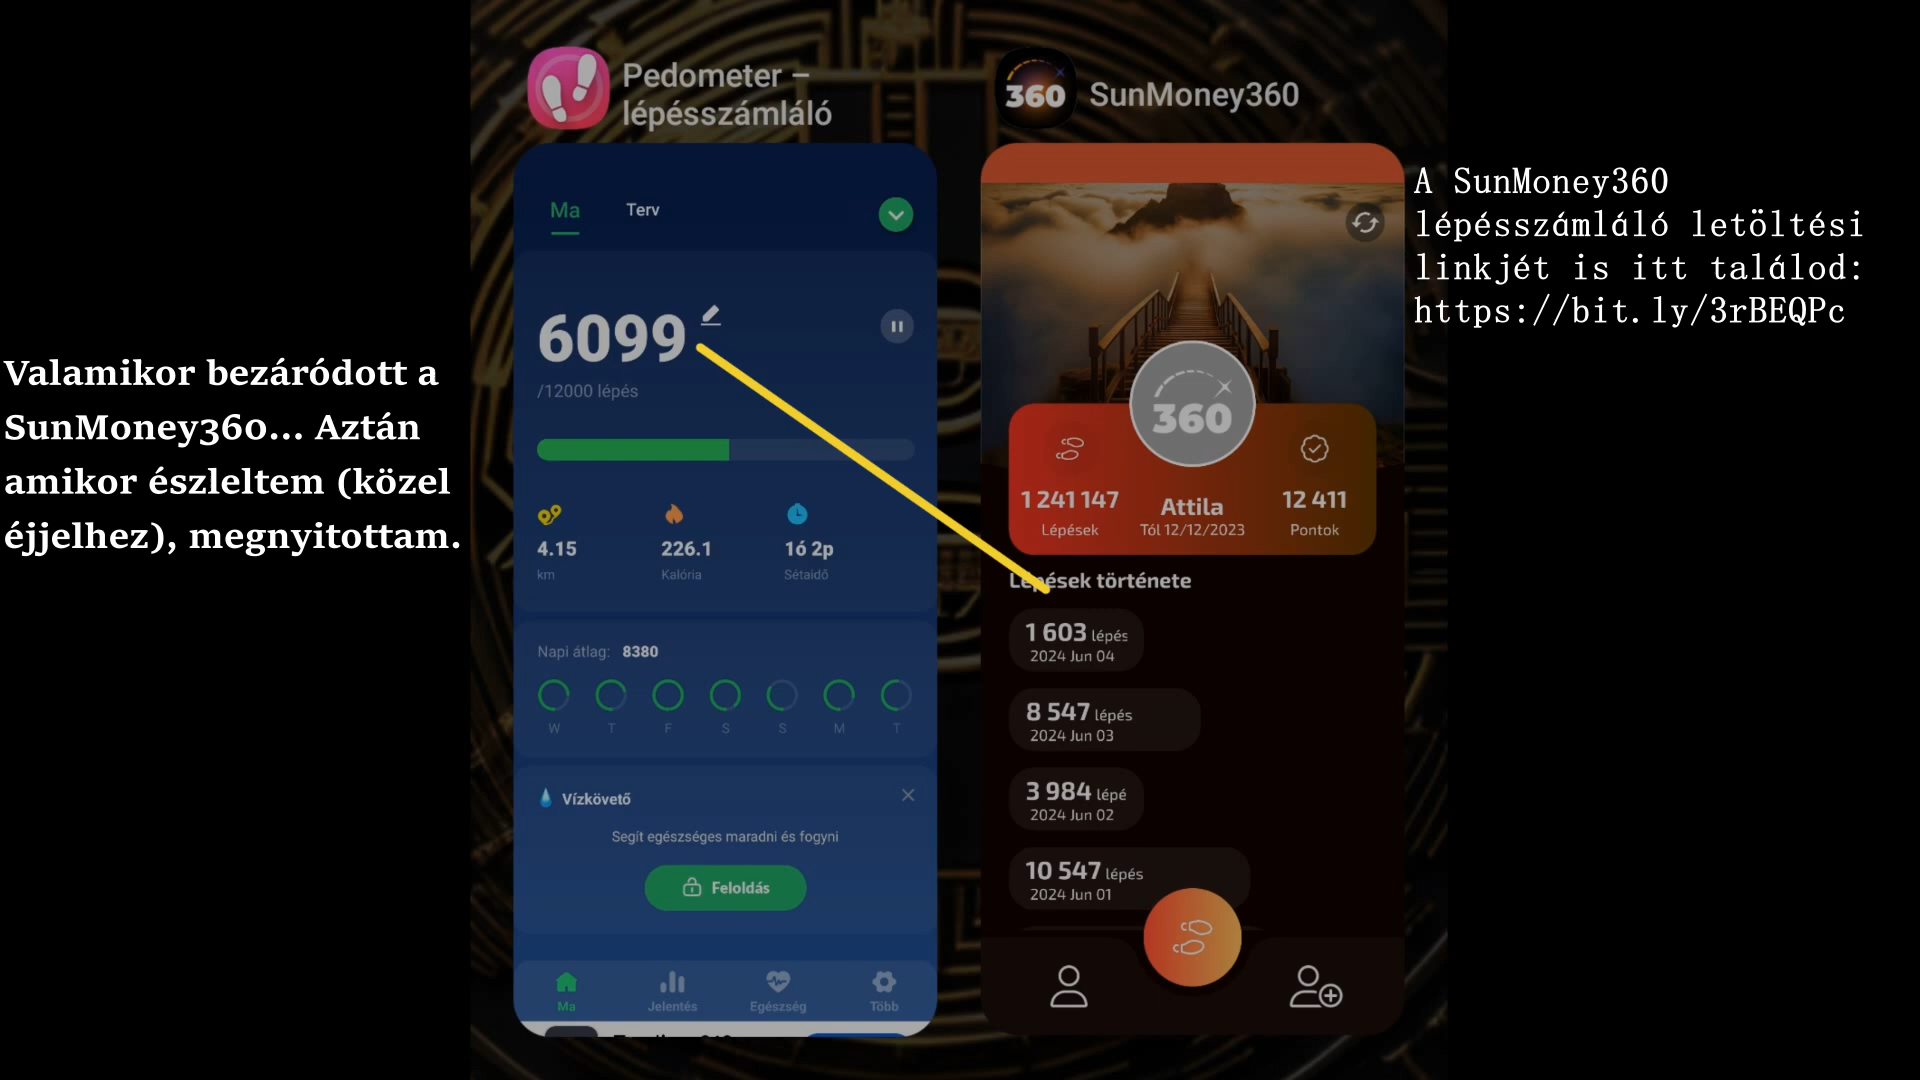 Valamikor bezáródott a
SunMoney360... Aztán
amikor észleltem (közel
éjjelhez), megnyitottam.
Pedometer –
lépésszámláló
Ma Terv
6099
/12000 lépés
4.15 226.1 1ó 2p
km Kalória Sétaidő
Napi átlag: 8380
W T F S S M T
Vízkövető
Segít egészséges maradni és fogyni
Feloldás
Ma Jelentés Egészség Több
360 SunMoney360
360
1 241 147 Attila 12 411
Lépések Tól 12/12/2023 Pontok
Lépések története
1 603 lépés
2024 Jun 04
8 547 lépés
2024 Jun 03
3 984 lépé
2024 Jun 02
10 547 lépés
2024 Jun 01
A SunMoney360
lépésszámláló letöltési
linkjét is itt találod:
https://bit.ly/3rBEQPc